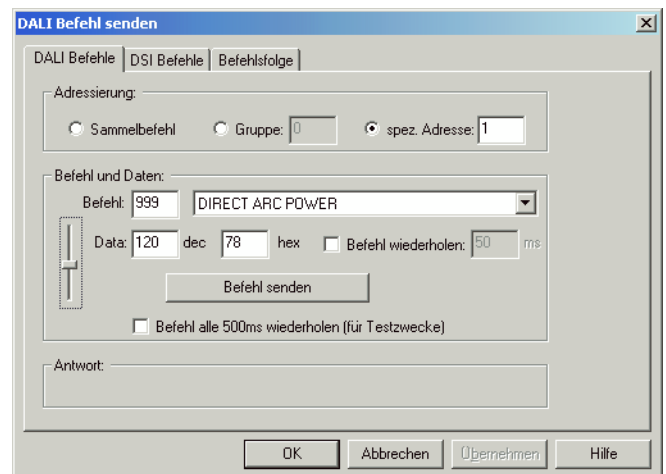 DALI Befehl senden
DALI Befehle DSI Befehle Befehlsfolge
Adressierung:
Sammelbefehl Gruppe: 0 spez. Adresse: 1
Befehl und Daten:
Befehl: 999 DIRECT ARC POWER
Data: 120 dec 78 hex Befehl wiederholen: 50 ms
Befehl senden
Befehl alle 500ms wiederholen (für Testzwecke)
Antwort:
OK Abbrechen Übernehmen Hilfe